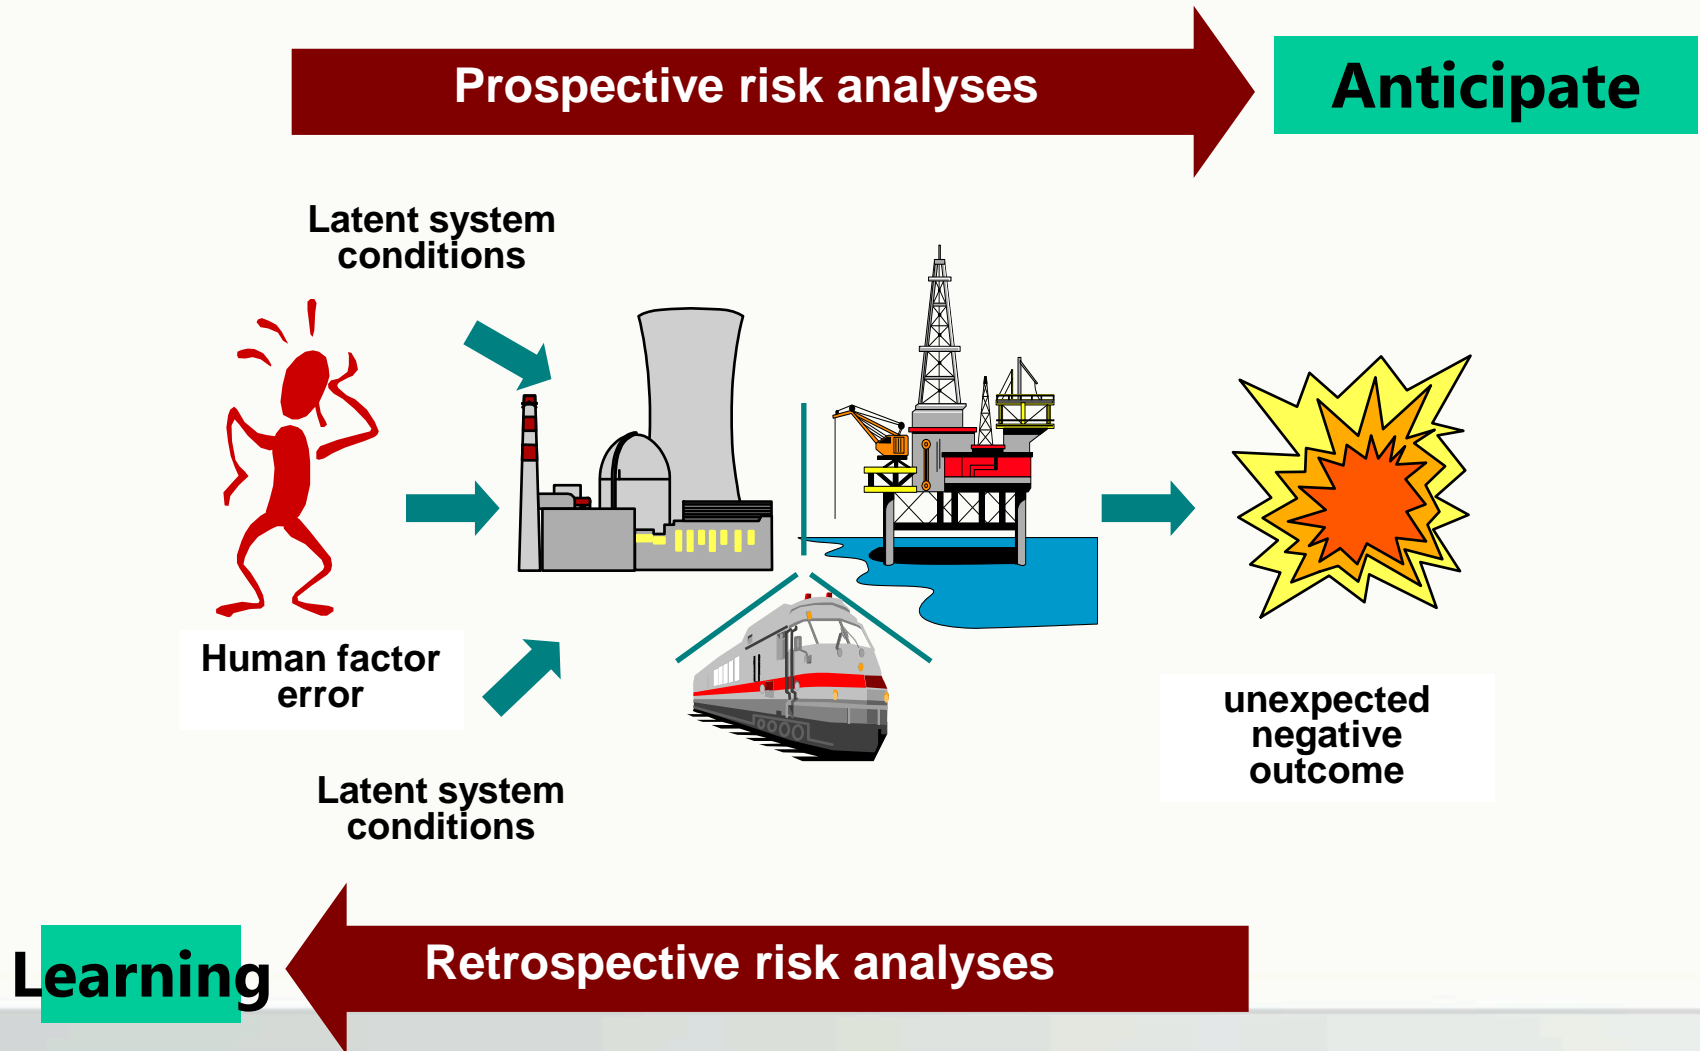 Prospective risk analyses
Anticipate
Latent system
conditions
Human factor
error
unexpected
negative
outcome
Latent system
conditions
Retrospective risk analyses
Learning